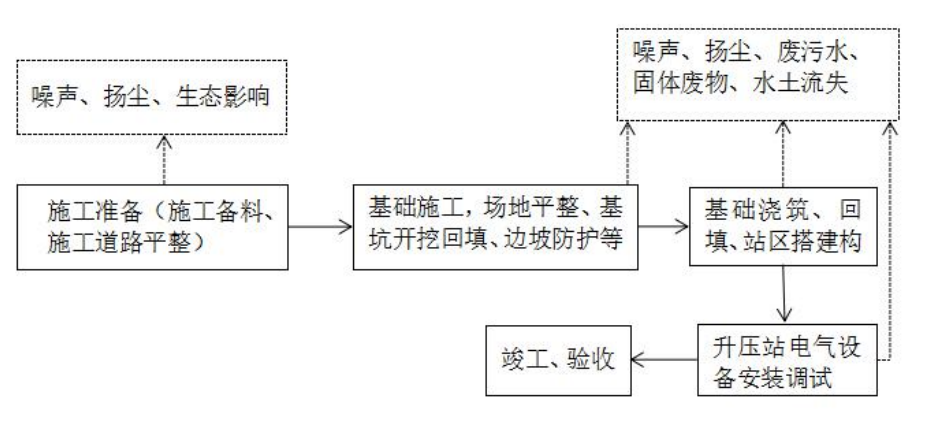 噪声、扬尘、废污水、
固体废物、水土流失
噪声、扬尘、生态影响
施工准备（施工备料、
施工道路平整）
基础施工，场地平整、基
坑开挖回填、边坡防护等
基础浇筑、回
填、站区搭建构
竣工、验收
升压站电气设
备安装调试